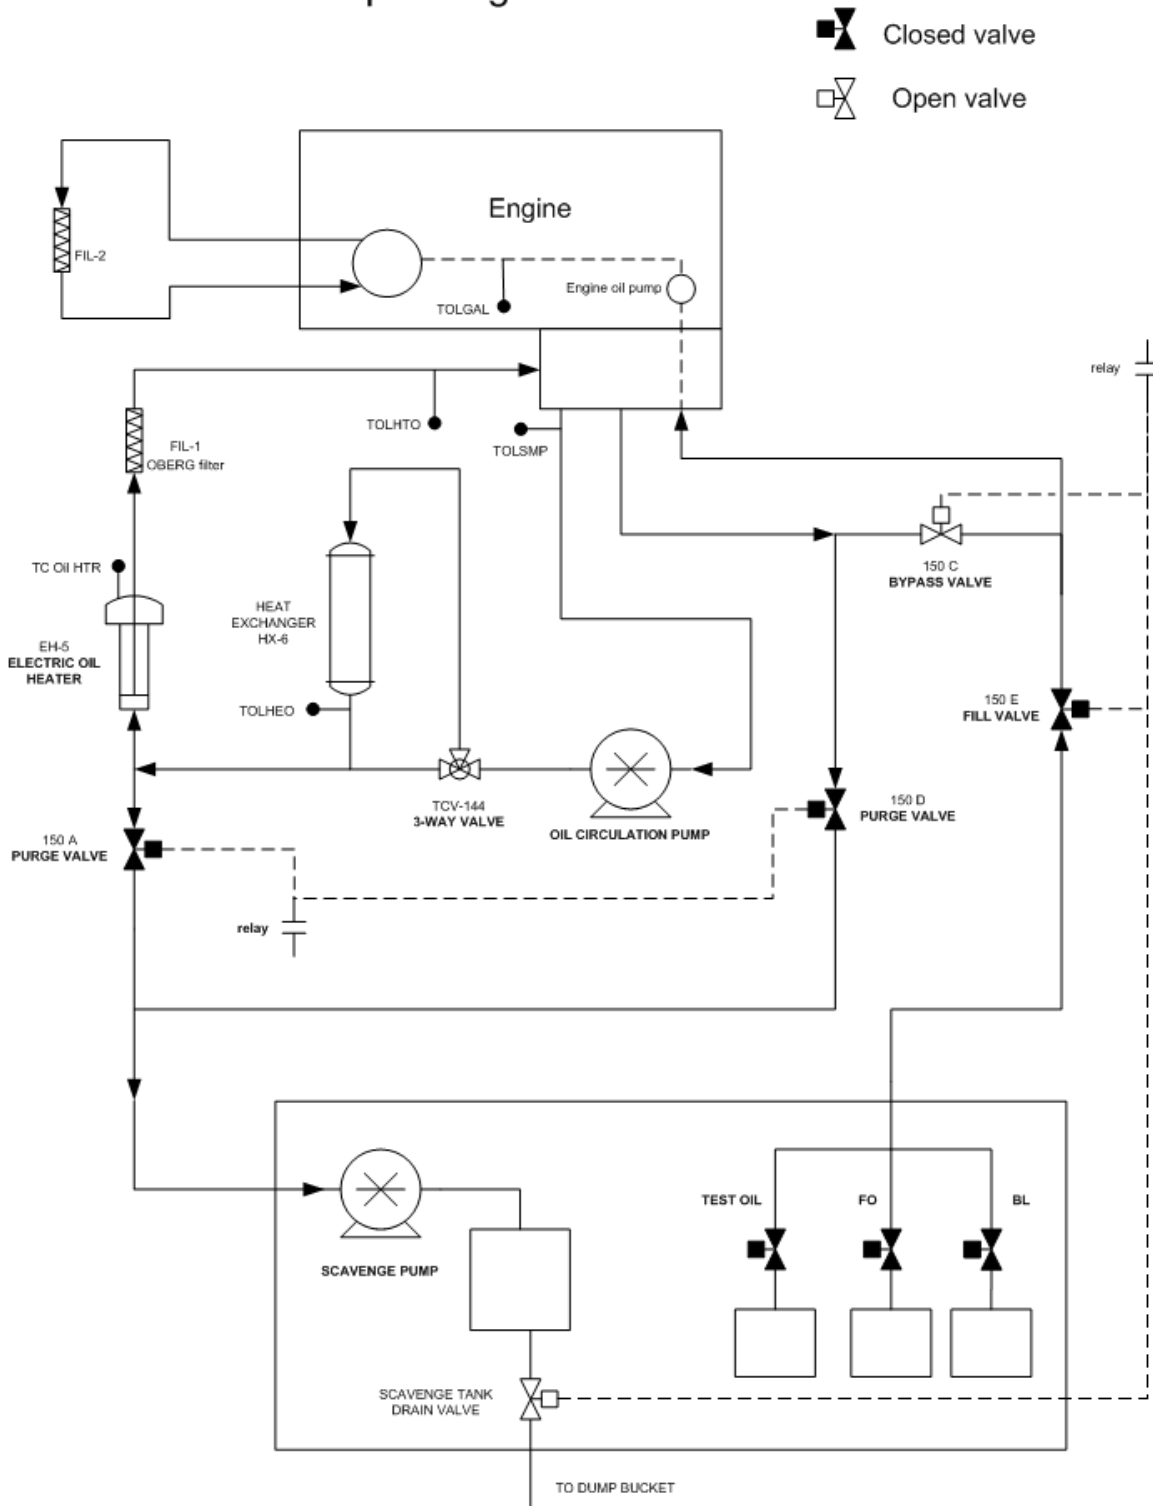 Closed valve
Open valve
Engine
FIL-2
Engine oil pump
TOLGAL
relay
TOLHTO
TOLSMP
FIL-1
OBERG filter
TC Oil HTR
150 C
BYPASS VALVE
HEAT
EXCHANGER
HX-6
EH-5
ELECTRIC OIL
HEATER
TOLHEO
150 E
FILL VALVE
TCV-144
3-WAY VALVE
OIL CIRCULATION PUMP
150 D
PURGE VALVE
150 A
PURGE VALVE
relay
TEST OIL
FO
BL
SCAVENGE PUMP
SCAVENGE TANK
DRAIN VALVE
TO DUMP BUCKET